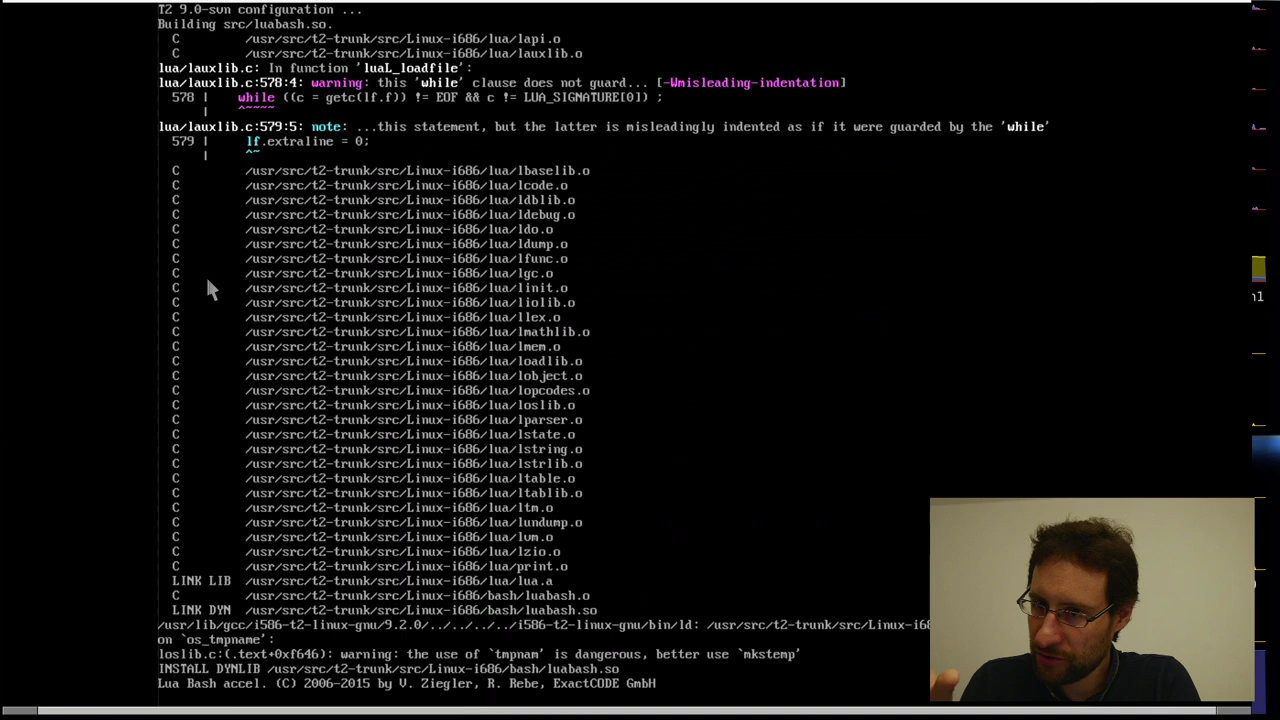 T2 9.0-svn configuration ...
Building src/luabash.so.
C /usr/src/t2-trunk/src/Linux-i686/lua/lapi.o
C /usr/src/t2-trunk/src/Linux-i686/lua/lauxlib.o
lua/lauxlib.c: In function 'luaL_loadfile':
lua/lauxlib.c:578:4: warning: this 'while' clause does not guard... [-Wmisleading-indentation]
578 | while ((c = getc(lf.f)) != EOF && c != LUA_SIGNATURE[0]) ;
| ^~~~~
lua/lauxlib.c:579:5: note: ...this statement, but the latter is misleadingly indented as if it were guarded by the 'while'
579 | lf.extraline = 0;
| ^~
C /usr/src/t2-trunk/src/Linux-i686/lua/lbaselib.o
C /usr/src/t2-trunk/src/Linux-i686/lua/lcode.o
C /usr/src/t2-trunk/src/Linux-i686/lua/ldblib.o
C /usr/src/t2-trunk/src/Linux-i686/lua/ldebug.o
C /usr/src/t2-trunk/src/Linux-i686/lua/ldo.o
C /usr/src/t2-trunk/src/Linux-i686/lua/ldump.o
C /usr/src/t2-trunk/src/Linux-i686/lua/lfunc.o
C /usr/src/t2-trunk/src/Linux-i686/lua/lgc.o
C /usr/src/t2-trunk/src/Linux-i686/lua/linit.o
C /usr/src/t2-trunk/src/Linux-i686/lua/liolib.o
C /usr/src/t2-trunk/src/Linux-i686/lua/llex.o
C /usr/src/t2-trunk/src/Linux-i686/lua/lmathlib.o
C /usr/src/t2-trunk/src/Linux-i686/lua/lmem.o
C /usr/src/t2-trunk/src/Linux-i686/lua/loadlib.o
C /usr/src/t2-trunk/src/Linux-i686/lua/lobject.o
C /usr/src/t2-trunk/src/Linux-i686/lua/lopcodes.o
C /usr/src/t2-trunk/src/Linux-i686/lua/loslib.o
C /usr/src/t2-trunk/src/Linux-i686/lua/lparser.o
C /usr/src/t2-trunk/src/Linux-i686/lua/lstate.o
C /usr/src/t2-trunk/src/Linux-i686/lua/lstring.o
C /usr/src/t2-trunk/src/Linux-i686/lua/lstrlib.o
C /usr/src/t2-trunk/src/Linux-i686/lua/ltable.o
C /usr/src/t2-trunk/src/Linux-i686/lua/ltablib.o
C /usr/src/t2-trunk/src/Linux-i686/lua/ltm.o
C /usr/src/t2-trunk/src/Linux-i686/lua/lundump.o
C /usr/src/t2-trunk/src/Linux-i686/lua/lvm.o
C /usr/src/t2-trunk/src/Linux-i686/lua/lzio.o
C /usr/src/t2-trunk/src/Linux-i686/lua/print.o
LINK LIB /usr/src/t2-trunk/src/Linux-i686/lua/lua.a
C /usr/src/t2-trunk/src/Linux-i686/bash/luabash.o
LINK DYN /usr/src/t2-trunk/src/Linux-i686/bash/luabash.so
/usr/lib/gcc/i586-t2-linux-gnu/9.2.0/../../../../i586-t2-linux-gnu/bin/ld: /usr/src/t2-trunk/src/Linux-i68
on `os_tmpname':
loslib.c:(.text+0xf646): warning: the use of `tmpnam' is dangerous, better use `mkstemp'
INSTALL DYNLIB /usr/src/t2-trunk/src/Linux-i686/bash/luabash.so
Lua Bash accel. (C) 2006-2015 by V. Ziegler, R. Rebe, ExactCODE GmbH